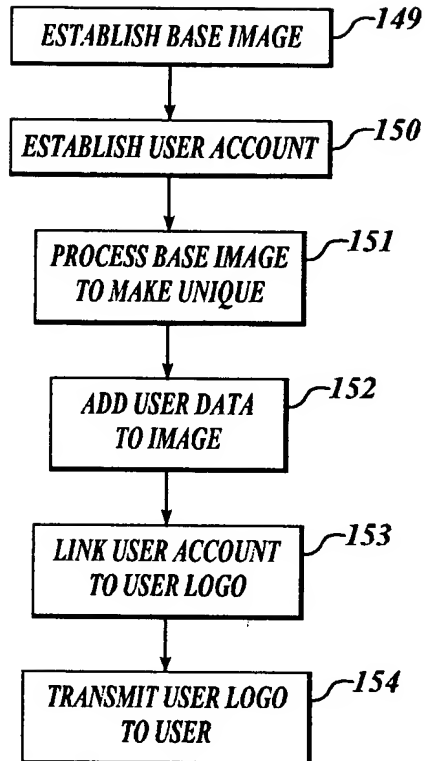 ESTABLISH BASE IMAGE
149
ESTABLISH USER ACCOUNT
150
PROCESS BASE IMAGE
TO MAKE UNIQUE
151
ADD USER DATA
TO IMAGE
152
LINK USER ACCOUNT
TO USER LOGO
153
TRANSMIT USER LOGO
TO USER
154